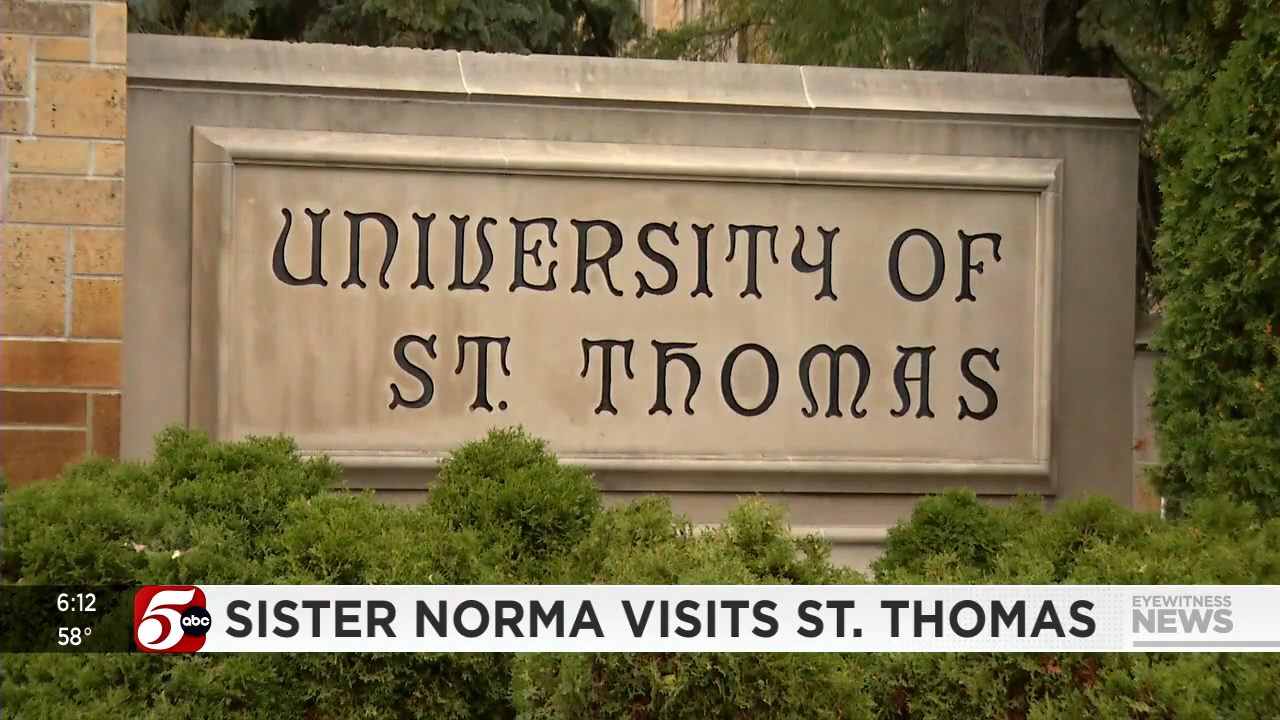 UNIVERSITY OF
ST. THOMAS
6:12
58°
5 abc
SISTER NORMA VISITS ST. THOMAS
EYEWITNESS
NEWS